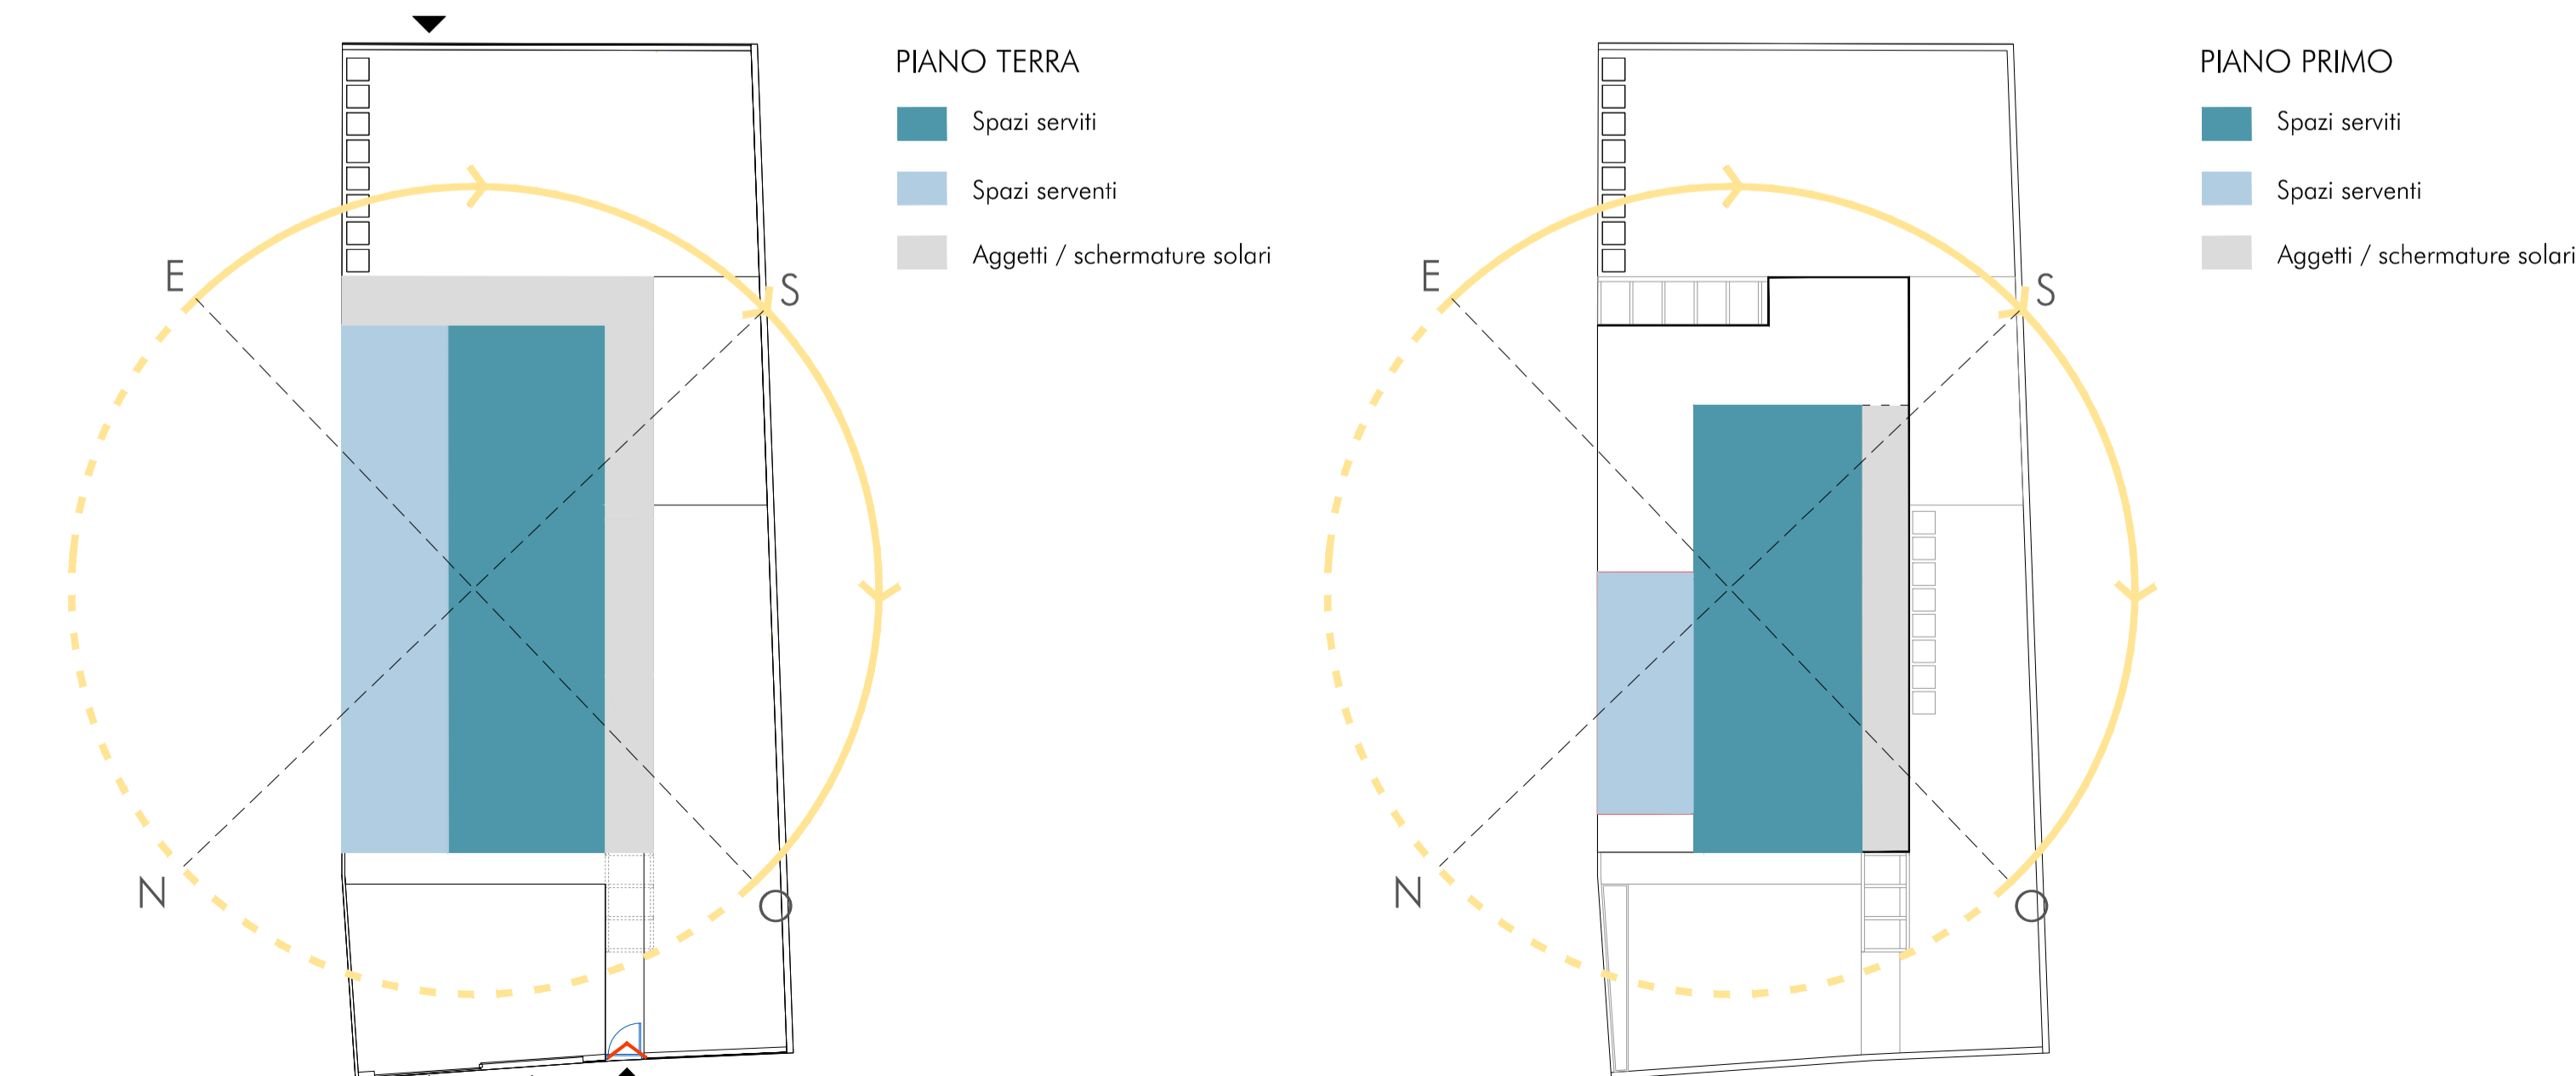 PIANO TERRA
Spazi serviti
Spazi serventi
Aggetti / schermature solari
E
S
N
O
PIANO PRIMO
Spazi serviti
Spazi serventi
Aggetti / schermature solari
E
S
N
O